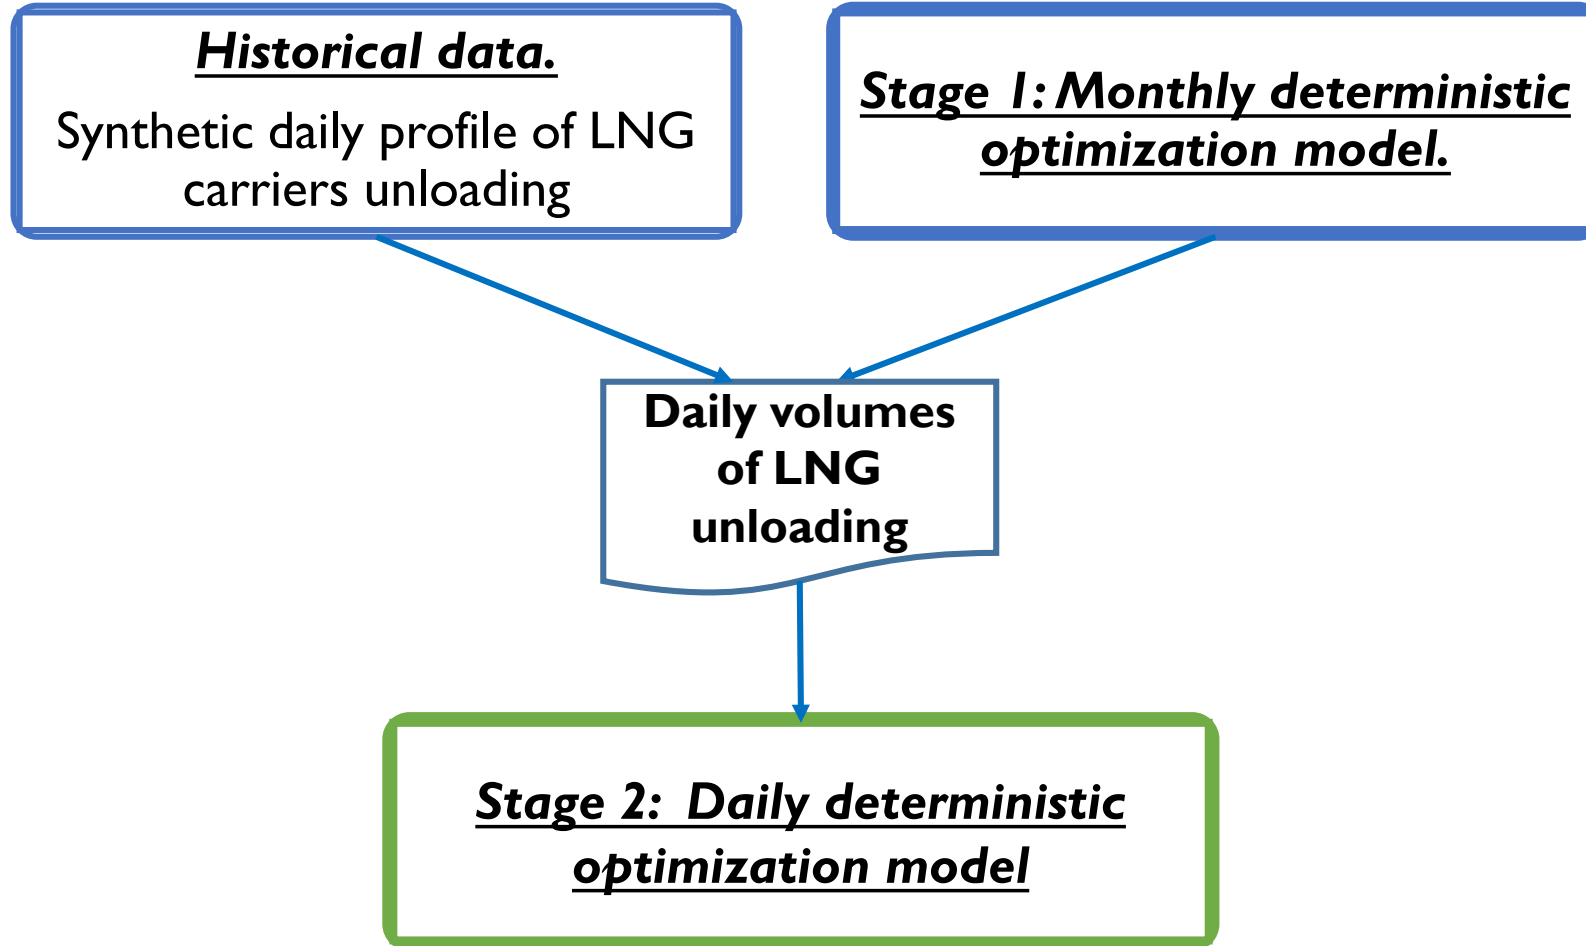 Historical data.
Synthetic daily profile of LNG
carriers unloading
Stage 1: Monthly deterministic
optimization model.
Daily volumes
of LNG
unloading
Stage 2: Daily deterministic
optimization model